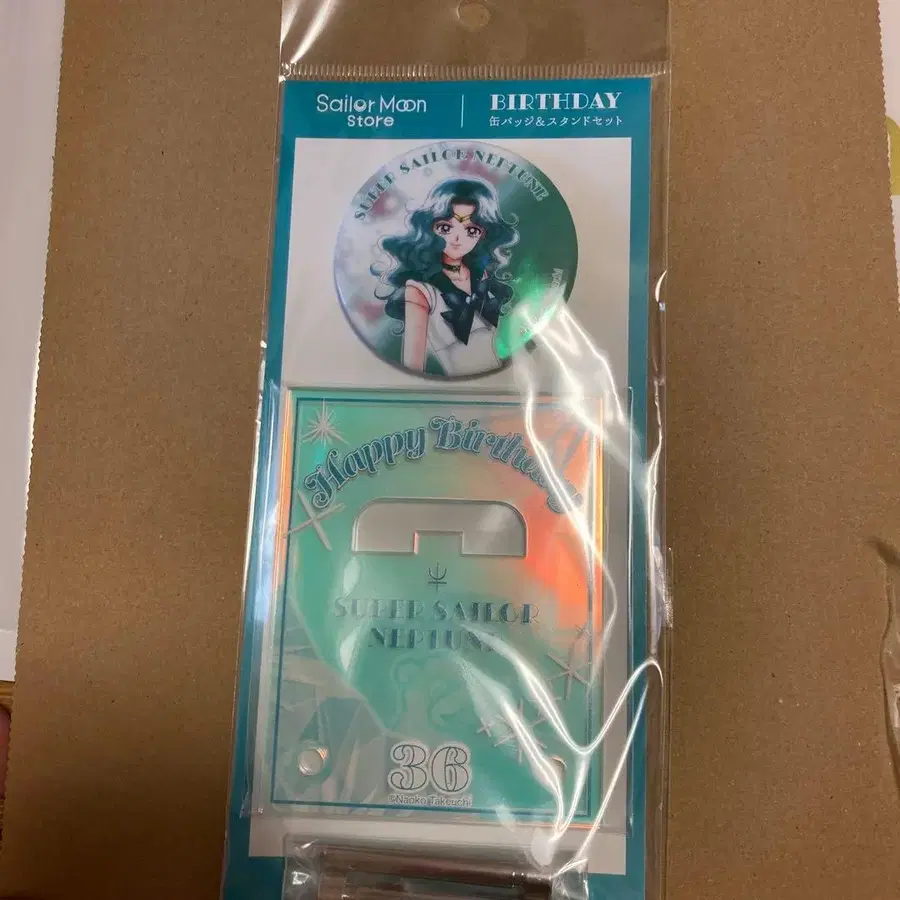 Sailor Moon
Store
BIRTHDAY
缶バッジ&スタンドセット
SUPER SAILOR NEPTUNE
Happy Birthday
SUPER SAILOR
NEPTUNE
36
©Naoko Takeuchi